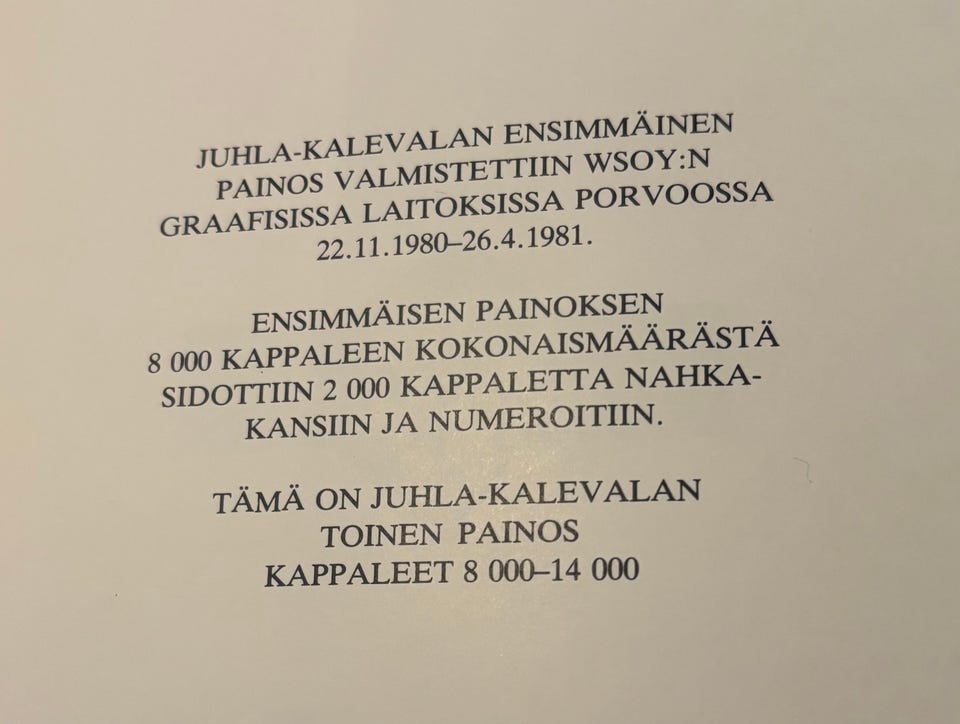 JUHLA-KALEVALAN ENSIMMÄINEN
PAINOS VALMISTETTIIN WSOY:N
GRAAFISISSA LAITOKSISSA PORVOOSSA
22.11.1980–26.4.1981.
ENSIMMÄISEN PAINOKSEN
8 000 KAPPALEEN KOKONAISMÄÄRÄSTÄ
SIDOTTIIN 2 000 KAPPALETTA NAHKA-
KANSIIN JA NUMEROITIIN.
TÄMÄ ON JUHLA-KALEVALAN
TOINEN PAINOS
KAPPALEET 8 000–14 000